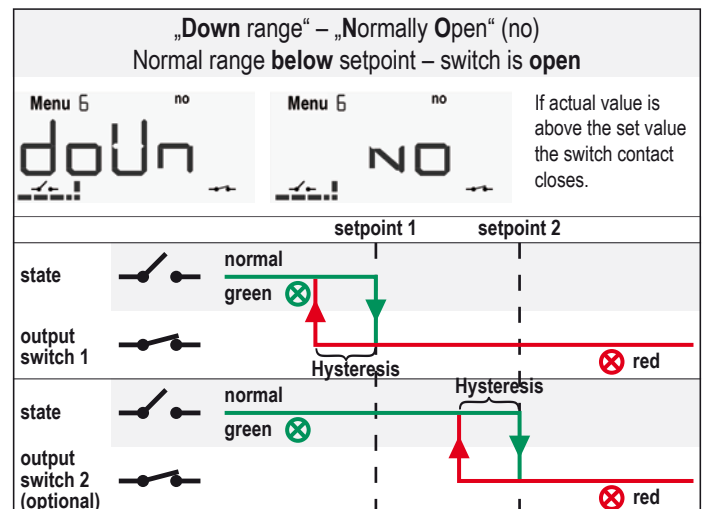 „Down range“ – „Normally Open“ (no)
Normal range below setpoint – switch is open
Menu 6 no
doUn
Menu 6 no
NO
If actual value is
above the set value
the switch contact
closes.
setpoint 1 setpoint 2
state
normal
green
output
switch 1
Hysteresis
red
state
normal
green
Hysteresis
output
switch 2
(optional)
red